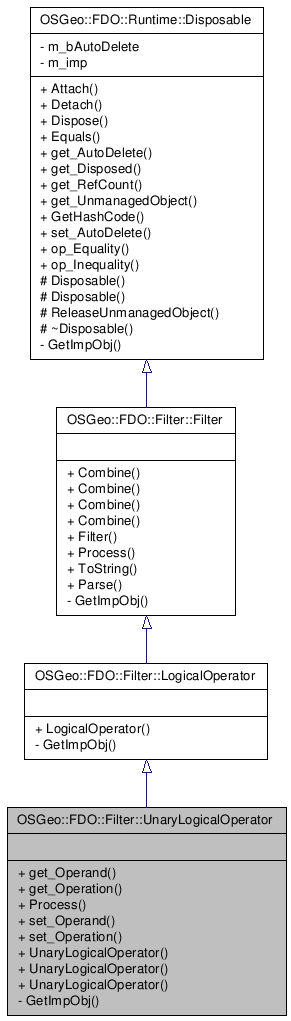 OSGeo::FDO::Runtime::Disposable
- m_bAutoDelete
- m_imp
+ Attach()
+ Detach()
+ Dispose()
+ Equals()
+ get_AutoDelete()
+ get_Disposed()
+ get_RefCount()
+ get_UnmanagedObject()
+ GetHashCode()
+ set_AutoDelete()
+ op_Equality()
+ op_Inequality()
# Disposable()
# Disposable()
# ReleaseUnmanagedObject()
# ~Disposable()
- GetImpObj()
OSGeo::FDO::Filter::Filter
+ Combine()
+ Combine()
+ Combine()
+ Combine()
+ Filter()
+ Process()
+ ToString()
+ Parse()
- GetImpObj()
OSGeo::FDO::Filter::LogicalOperator
+ LogicalOperator()
- GetImpObj()
OSGeo::FDO::Filter::UnaryLogicalOperator
+ get_Operand()
+ get_Operation()
+ Process()
+ set_Operand()
+ set_Operation()
+ UnaryLogicalOperator()
+ UnaryLogicalOperator()
+ UnaryLogicalOperator()
- GetImpObj()